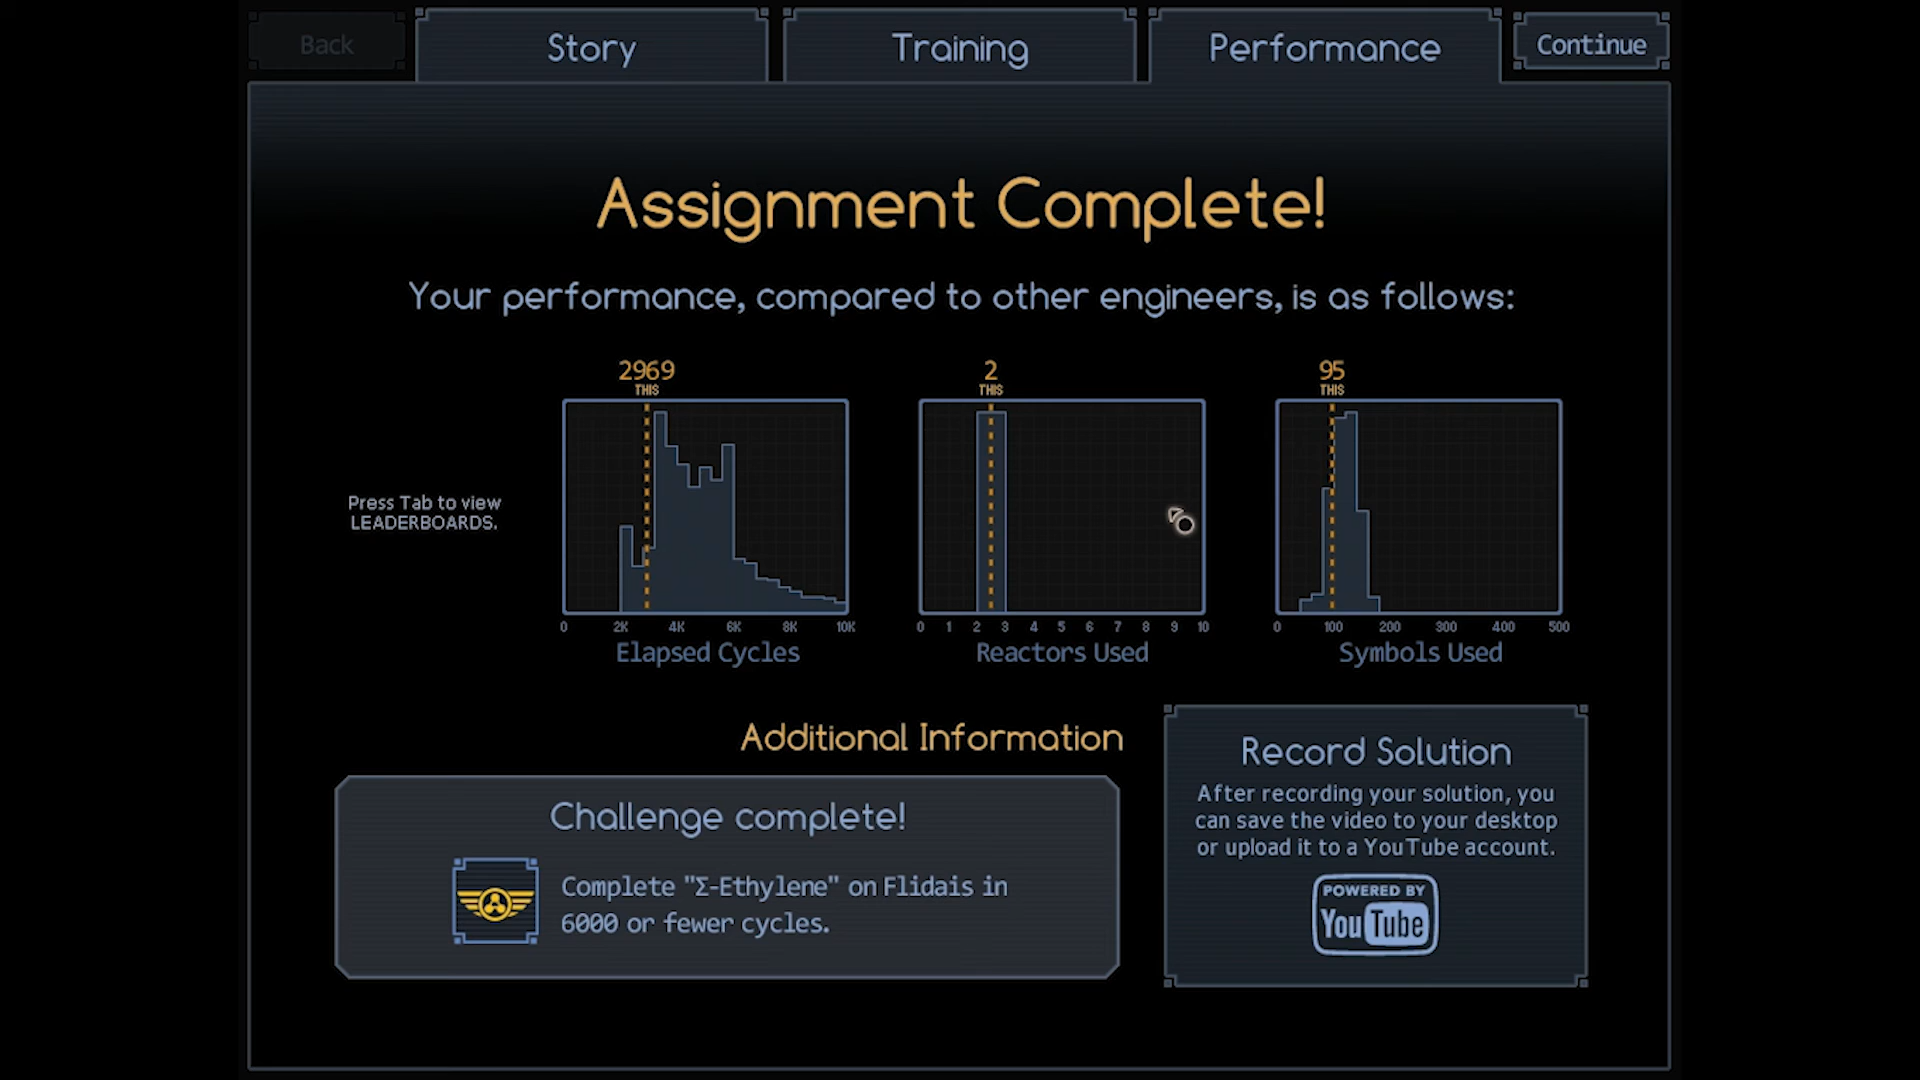 Back
Story
Training
Performance
Continue
Assignment Complete!
Your performance, compared to other engineers, is as follows:
2969
THIS
2
THIS
95
THIS
Press Tab to view
LEADERBOARDS.
0 2K 4K 6K 8K 10K
0 1 2 3 4 5 6 7 8 9 10
0 100 200 300 400 500
Elapsed Cycles
Reactors Used
Symbols Used
Additional Information
Challenge complete!
Complete "Σ-Ethylene" on Flidais in
6000 or fewer cycles.
Record Solution
After recording your solution, you
can save the video to your desktop
or upload it to a YouTube account.
POWERED BY
YouTube